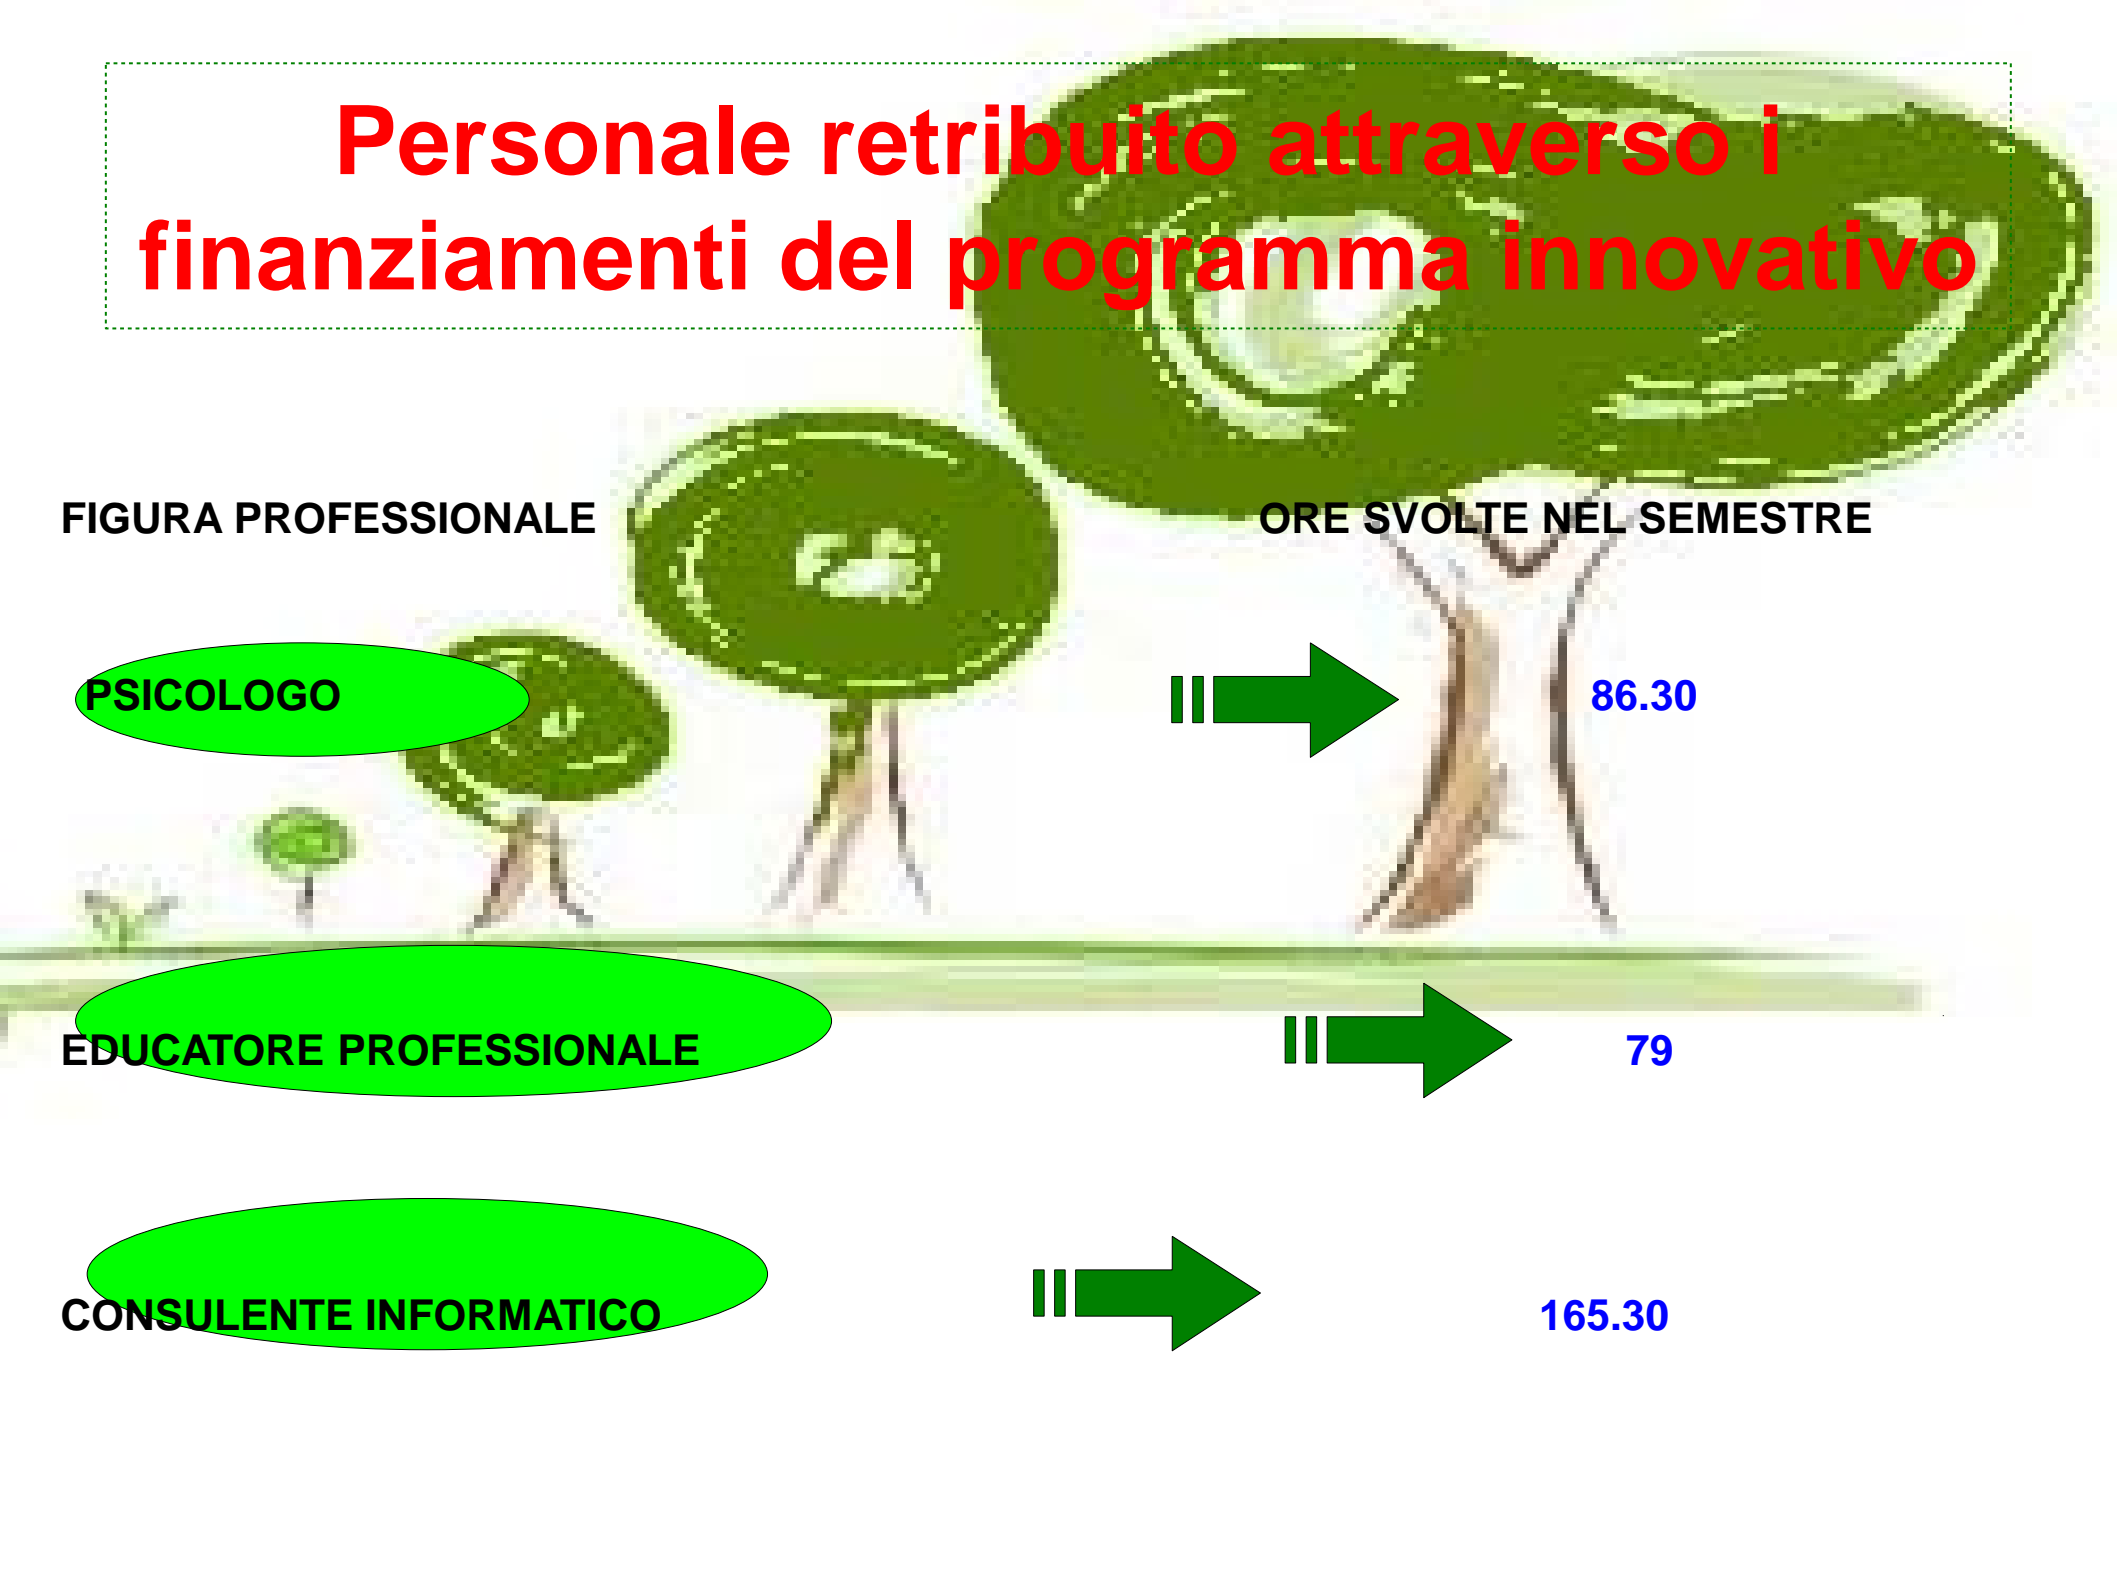 Personale retribuito attraverso i
finanziamenti del programma innovativo
FIGURA PROFESSIONALE ORE SVOLTE NEL SEMESTRE
PSICOLOGO 86.30
EDUCATORE PROFESSIONALE 79
CONSULENTE INFORMATICO 165.30